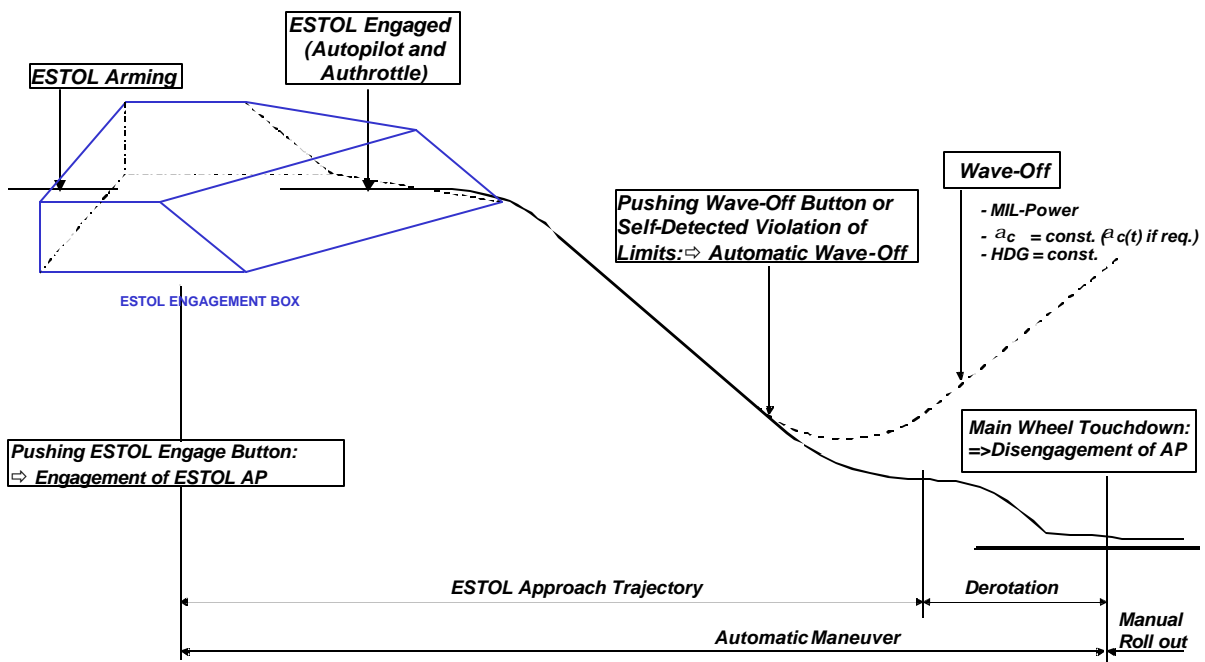 ESTOL Engaged
(Autopilot and
Authrottle)
ESTOL Arming
Wave-Off
- MIL-Power
- ac = const. (ac(t) if req.)
- HDG = const.
Pushing Wave-Off Button or
Self-Detected Violation of
Limits:⇨ Automatic Wave-Off
ESTOL ENGAGEMENT BOX
Pushing ESTOL Engage Button:
⇨ Engagement of ESTOL AP
Main Wheel Touchdown:
=>Disengagement of AP
ESTOL Approach Trajectory
Derotation
Automatic Maneuver
Manual
Roll out